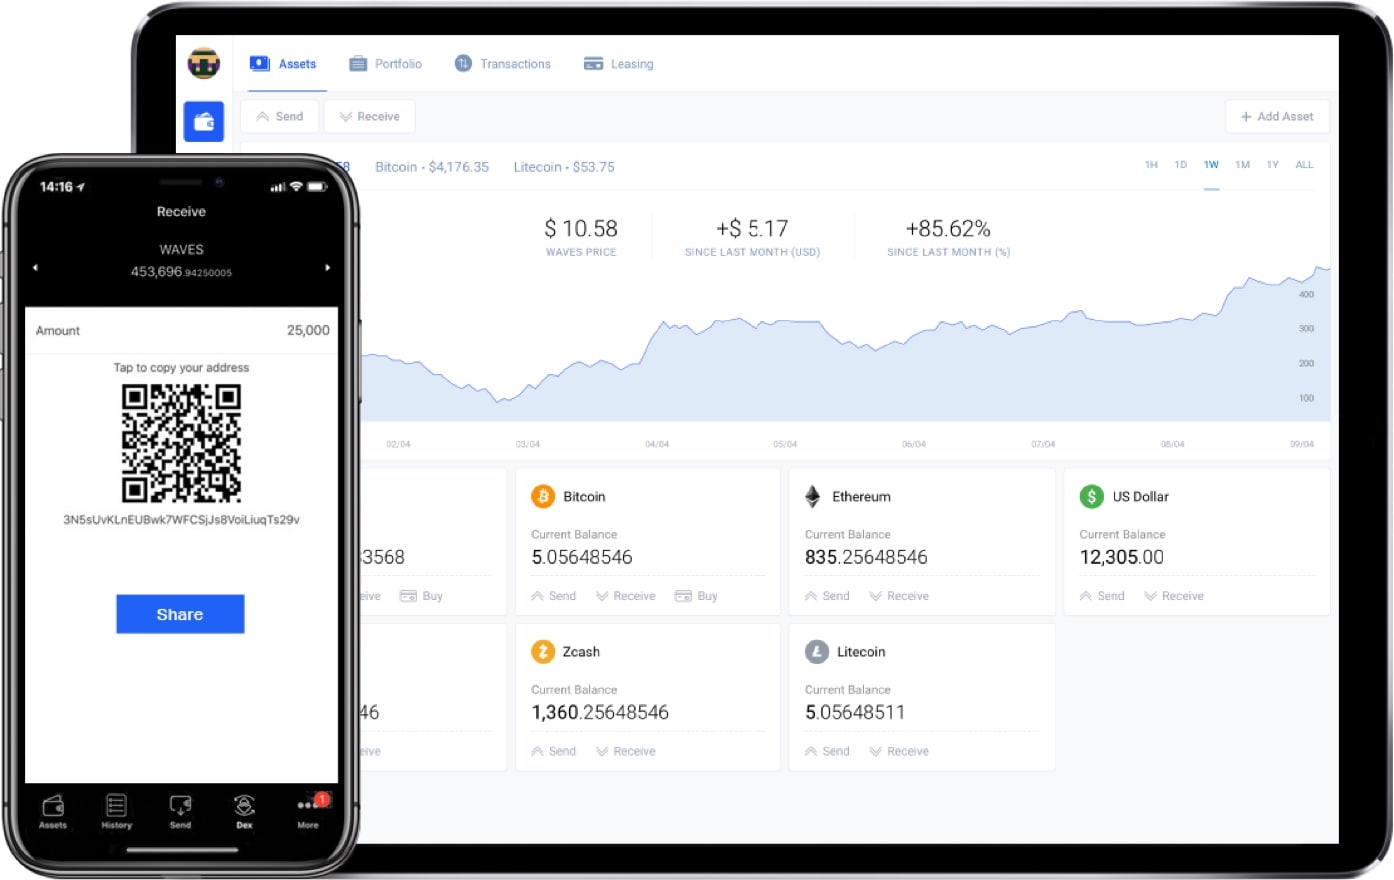 Assets
Portfolio
Transactions
Leasing
Send
Receive
+ Add Asset
58
Bitcoin • $4,176.35
Litecoin • $53.75
1H
1D
1W
1M
1Y
ALL
$ 10.58
WAVES PRICE
+$ 5.17
SINCE LAST MONTH (USD)
+85.62%
SINCE LAST MONTH (%)
400
300
200
100
02/04
03/04
04/04
05/04
06/04
07/04
08/04
09/04
3568
eive
Buy
Bitcoin
Current Balance
5.05648546
Send
Receive
Buy
Ethereum
Current Balance
835.25648546
Send
Receive
US Dollar
Current Balance
12,305.00
Send
Receive
46
eive
Zcash
Current Balance
1,360.25648546
Send
Receive
Litecoin
Current Balance
5.05648511
Send
Receive
14:16
Receive
WAVES
453,696.94250005
Amount
25,000
Tap to copy your address
3N5sUvKLnEUBwk7WFCSjJs8VoiLiuqTs29v
Share
Assets
History
Send
Dex
1
More